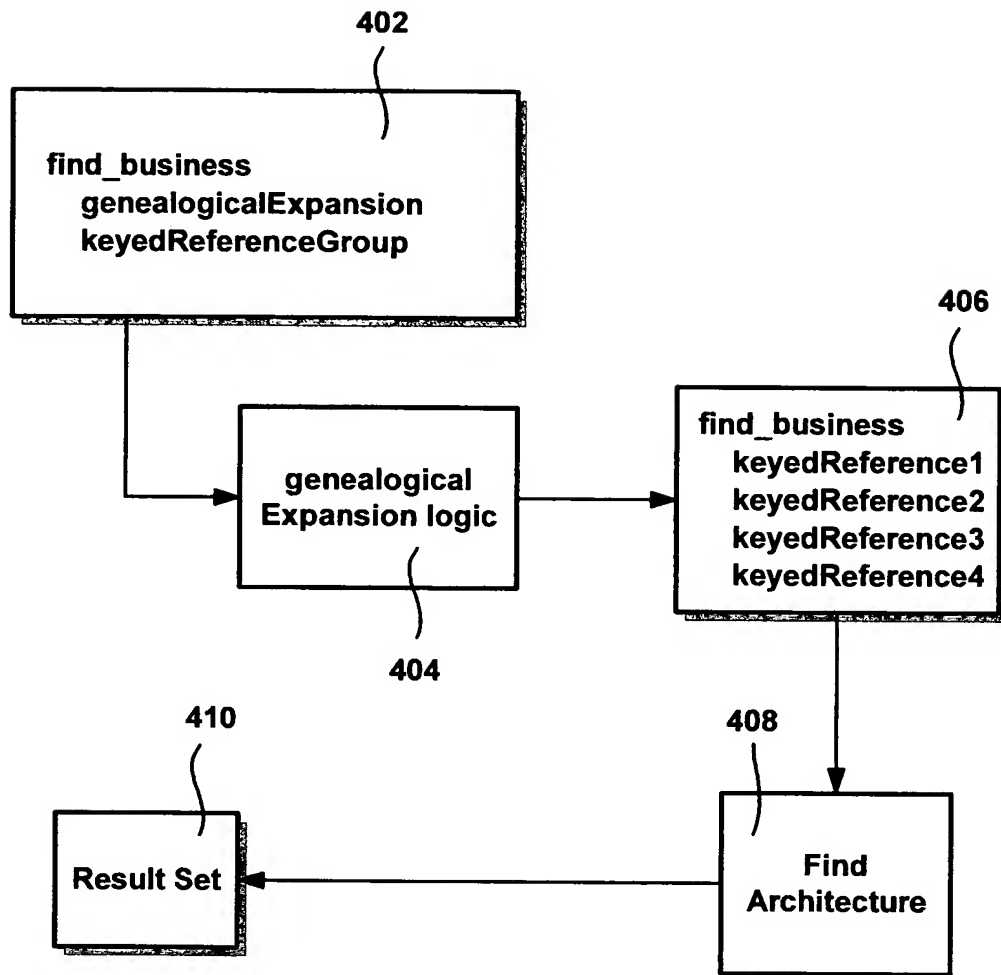 402
find_business
genealogicalExpansion
keyedReferenceGroup
406
find_business
keyedReference1
keyedReference2
keyedReference3
keyedReference4
genealogical
Expansion logic
404
410
408
Result Set
Find
Architecture